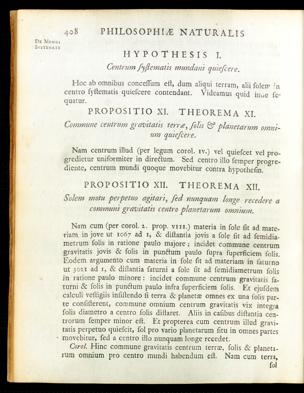 408 PHILOSOPHIÆ NATURALIS
DE MUNDI
SYSTEMATE
HYPOTHESIS I.
Centrum ſyſtematis mundani quieſcere.
Hoc ab omnibus conceſſum eſt, dum aliqui terram, alii ſolem in
centro ſyſtematis quieſcere contendant. Videamus quid inde ſe-
quatur.
PROPOSITIO XI. THEOREMA XI.
Commune centrum gravitatis terræ, ſolis & planetarum omni-
um quieſcere.
Nam centrum illud (per legum corol. IV.) vel quieſcet vel pro-
gredietur uniformiter in directum. Sed centro illo ſemper progre-
diente, centrum mundi quoque movebitur contra hypotheſin.
PROPOSITIO XII. THEOREMA XII.
Solem motu perpetuo agitari, ſed nunquam longe recedere a
communi gravitatis centro planetarum omnium.
Nam cum (per corol. 2. prop. VIII.) materia in ſole ſit ad mate-
riam in jove ut 1067 ad 1, & diſtantia jovis a ſole ſit ad ſemidia-
metrum ſolis in ratione paulo majore; incidet commune centrum
gravitatis jovis & ſolis in punctum paulo ſupra ſuperficiem ſolis.
Eodem argumento cum materia in ſole ſit ad materiam in ſaturno
ut 3021 ad 1, & diſtantia ſaturni a ſole ſit ad ſemidiametrum ſolis
in ratione paulo minore: incidet commune centrum gravitatis ſa-
turni & ſolis in punctum paulo infra ſuperficiem ſolis. Et ejuſdem
calculi veſtigiis inſiſtendo ſi terra & planetæ omnes ex una ſolis par-
te conſiſterent, commune omnium centrum gravitatis vix integra
ſolis diametro a centro ſolis diſtaret. Aliis in caſibus diſtantia cen-
trorum ſemper minor eſt. Et propterea cum centrum illud gravi-
tatis perpetuo quieſcit, ſol pro vario planetarum ſitu in omnes partes
movebitur, ſed a centro illo nunquam longe recedet.
Corol. Hinc commune gravitatis centrum terræ, ſolis & planeta-
rum omnium pro centro mundi habendum eſt. Nam cum terra,
ſol